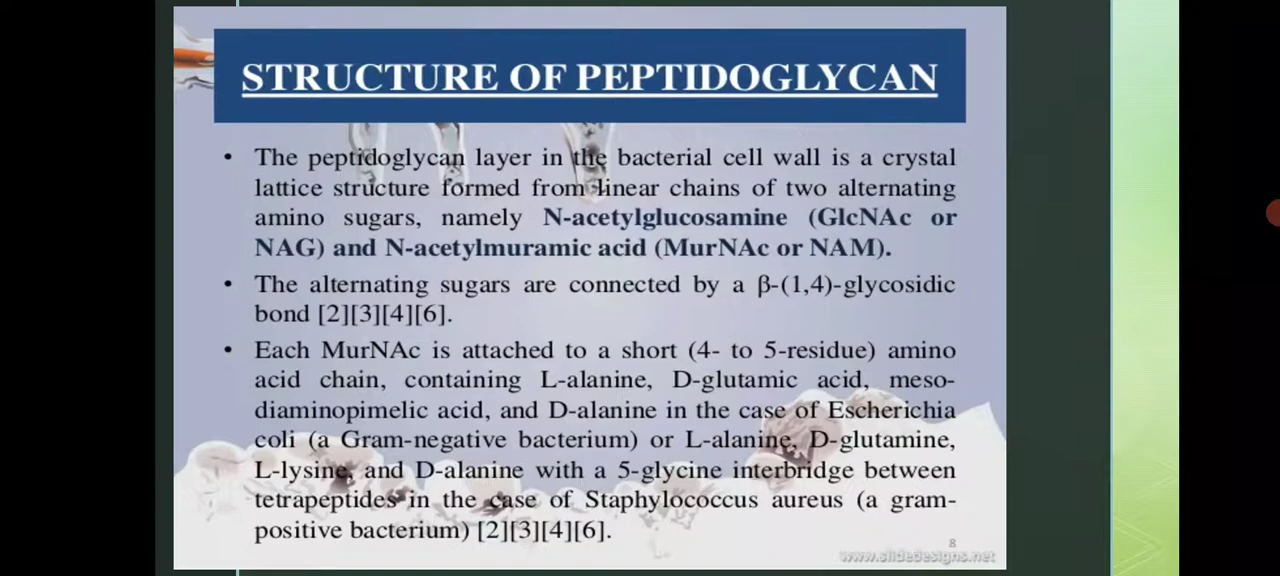 STRUCTURE OF PEPTIDOGLYCAN
• The peptidoglycan layer in the bacterial cell wall is a crystal
lattice structure formed from linear chains of two alternating
amino sugars, namely N-acetylglucosamine (GlcNAc or
NAG) and N-acetylmuramic acid (MurNAc or NAM).
• The alternating sugars are connected by a β-(1,4)-glycosidic
bond [2][3][4][6].
• Each MurNAc is attached to a short (4- to 5-residue) amino
acid chain, containing L-alanine, D-glutamic acid, meso-
diaminopimelic acid, and D-alanine in the case of Escherichia
coli (a Gram-negative bacterium) or L-alanine, D-glutamine,
L-lysine, and D-alanine with a 5-glycine interbridge between
tetrapeptides in the case of Staphylococcus aureus (a gram-
positive bacterium) [2][3][4][6].
8
www.slidedesigns.net